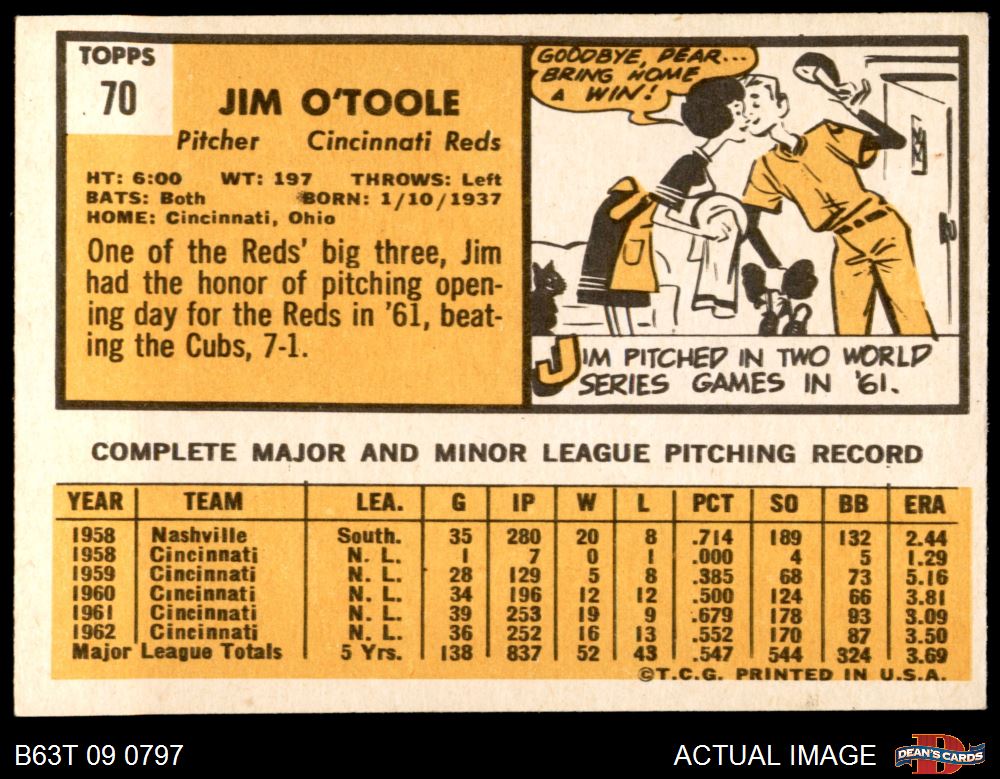 TOPPS
70
JIM O'TOOLE
Pitcher Cincinnati Reds
HT: 6:00 WT: 197 THROWS: Left
BATS: Both BORN: 1/10/1937
HOME: Cincinnati, Ohio
One of the Reds' big three, Jim
had the honor of pitching open-
ing day for the Reds in '61, beat-
ing the Cubs, 7-1.
GOODBYE, DEAR...
BRING HOME
A WIN!
JIM PITCHED IN TWO WORLD
SERIES GAMES IN '61.
COMPLETE MAJOR AND MINOR LEAGUE PITCHING RECORD
YEAR TEAM LEA. G IP W L PCT SO BB ERA
1958 Nashville South. 35 280 20 8 .714 189 132 2.44
1958 Cincinnati N. L. 1 7 0 1 .000 4 5 1.29
1959 Cincinnati N. L. 28 129 5 8 .385 68 73 5.16
1960 Cincinnati N. L. 34 196 12 12 .500 124 66 3.81
1961 Cincinnati N. L. 39 253 19 9 .679 178 93 3.09
1962 Cincinnati N. L. 36 252 16 13 .552 170 87 3.50
Major League Totals 5 Yrs. 138 837 52 43 .547 544 324 3.69
©T.C.G. PRINTED IN U.S.A.
B63T 09 0797
ACTUAL IMAGE
DEAN'S CARDS